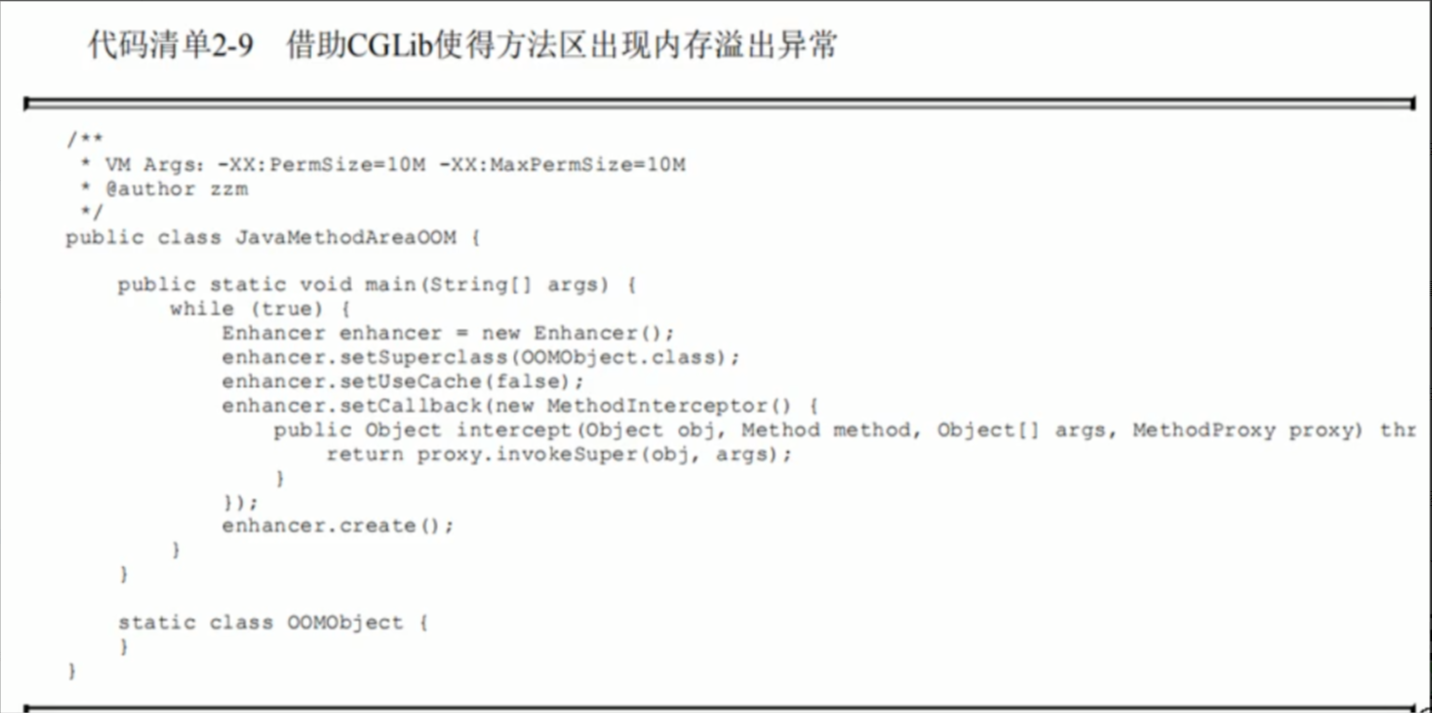 代码清单2-9 借助CGLib使得方法区出现内存溢出异常
/**
 * VM Args: -XX:PermSize=10M -XX:MaxPermSize=10M
 * @author zzm
 */
public class JavaMethodAreaOOM {
    public static void main(String[] args) {
        while (true) {
            Enhancer enhancer = new Enhancer();
            enhancer.setSuperclass(OOMObject.class);
            enhancer.setUseCache(false);
            enhancer.setCallback(new MethodInterceptor() {
                public Object intercept(Object obj, Method method, Object[] args, MethodProxy proxy) thr
                    return proxy.invokeSuper(obj, args);
                }
            });
            enhancer.create();
        }
    }
    static class OOMObject {
    }
}